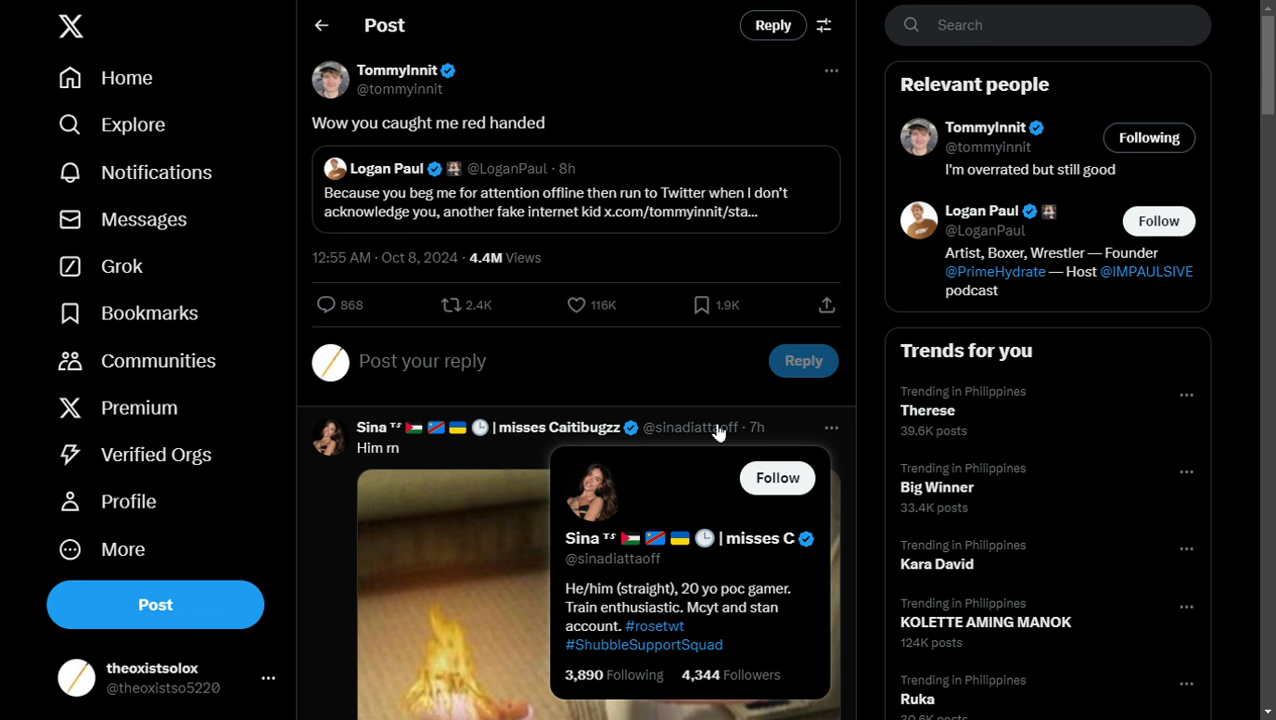 Home
Explore
Notifications
Messages
Grok
Bookmarks
Communities
Premium
Verified Orgs
Profile
More
Post
theoxistsolox
@theoxistso5220
Post
Reply
TommyInnit
@tommyinnit
Wow you caught me red handed
Logan Paul @LoganPaul · 8h
Because you beg me for attention offline then run to Twitter when I don't
acknowledge you, another fake internet kid x.com/tommyinnit/sta...
12:55 AM · Oct 8, 2024 · 4.4M Views
868 2.4K 116K 1.9K
Post your reply
Reply
Sina ᵀˢ 🇵🇸 🇨🇩 🇺🇦 🕒 | misses Caitibugzz @sinadiattaoff · 7h
Him rn
Follow
Sina ᵀˢ 🇵🇸 🇨🇩 🇺🇦 🕒 | misses C
@sinadiattaoff
He/him (straight), 20 yo poc gamer.
Train enthusiastic. Mcyt and stan
account. #rosetwt
#ShubbleSupportSquad
3,890 Following 4,344 Followers
Search
Relevant people
TommyInnit
@tommyinnit
Following
I'm overrated but still good
Logan Paul
@LoganPaul
Follow
Artist, Boxer, Wrestler — Founder
@PrimeHydrate — Host @IMPAULSIVE
podcast
Trends for you
Trending in Philippines
Therese
39.6K posts
Trending in Philippines
Big Winner
33.4K posts
Trending in Philippines
Kara David
Trending in Philippines
KOLETTE AMING MANOK
124K posts
Trending in Philippines
Ruka
30.6K posts